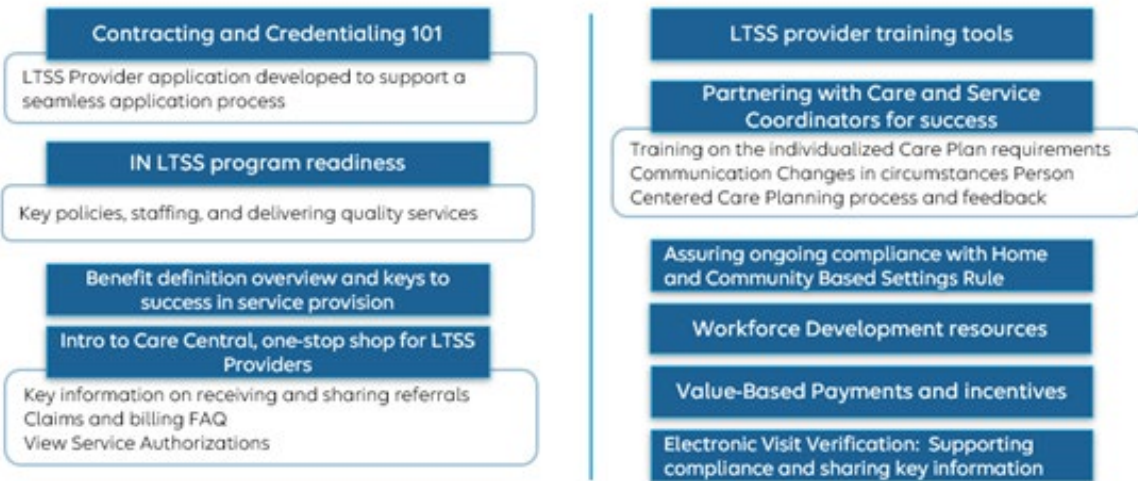 Contracting and Credentialing 101
LTSS Provider application developed to support a
seamless application process
IN LTSS program readiness
Key policies, staffing, and delivering quality services
Benefit definition overview and keys to
success in service provision
Intro to Care Central, one-stop shop for LTSS
Providers
Key information on receiving and sharing referrals
Claims and billing FAQ
View Service Authorizations
LTSS provider training tools
Partnering with Care and Service
Coordinators for success
Training on the individualized Care Plan requirements
Communication Changes in circumstances Person
Centered Care Planning process and feedback
Assuring ongoing compliance with Home
and Community Based Settings Rule
Workforce Development resources
Value-Based Payments and incentives
Electronic Visit Verification: Supporting
compliance and sharing key information